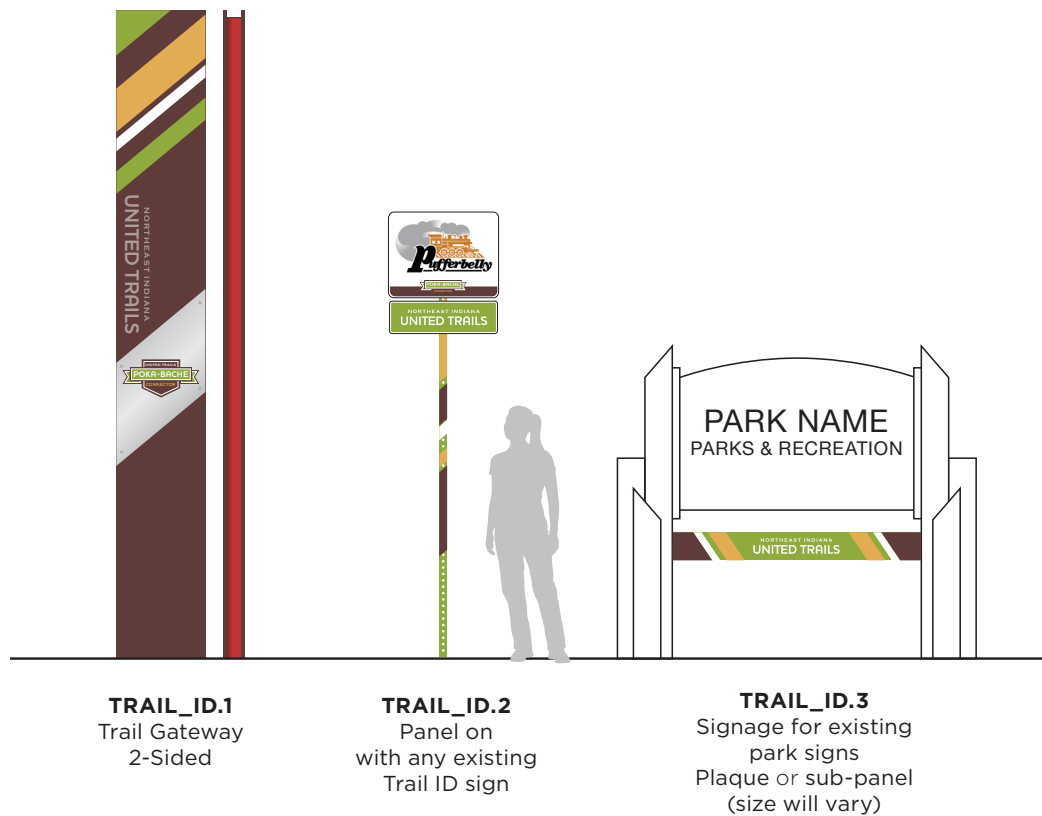 NORTHEAST INDIANA
UNITED TRAILS
UNITED TRAILS
POKA-BACHE
CONNECTOR
Pufferbelly
POKA-BACHE
CONNECTOR
NORTHEAST INDIANA
UNITED TRAILS
PARK NAME
PARKS & RECREATION
NORTHEAST INDIANA
UNITED TRAILS
TRAIL_ID.1
Trail Gateway
2-Sided
TRAIL_ID.2
Panel on
with any existing
Trail ID sign
TRAIL_ID.3
Signage for existing
park signs
Plaque or sub-panel
(size will vary)